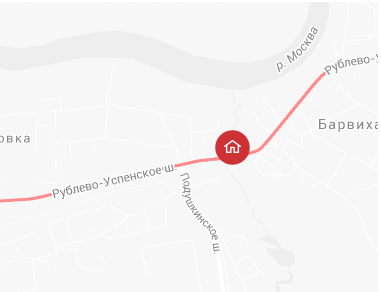 р. Москва
Рублево-У
Барвиха
овка
Рублево-Успенское ш.
Подушкинское ш.